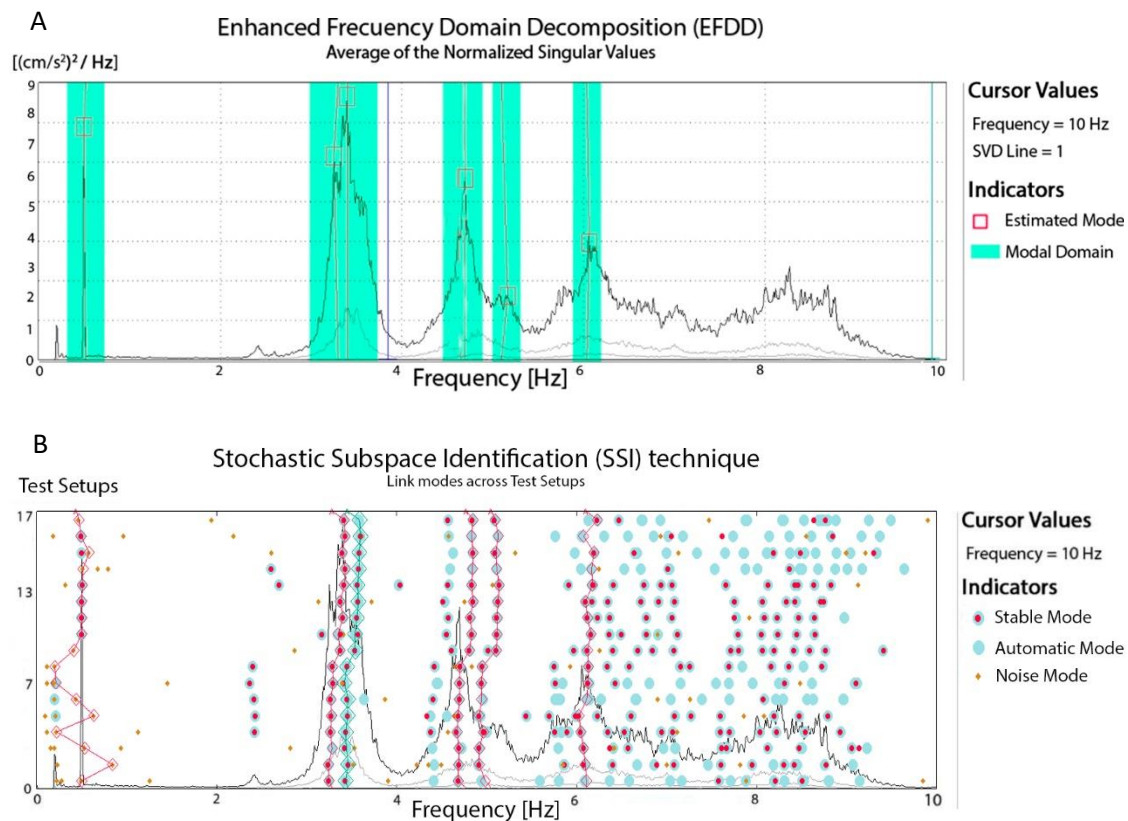 A
Enhanced Frecuency Domain Decomposition (EFDD)
Average of the Normalized Singular Values
[(cm/s²)² / Hz]
9
8
7
6
5
4
3
2
1
0
0 2 4 6 8 10
Frequency [Hz]
Cursor Values
Frequency = 10 Hz
SVD Line = 1
Indicators
Estimated Mode
Modal Domain
B
Stochastic Subspace Identification (SSI) technique
Link modes across Test Setups
Test Setups
17
13
7
0
0 2 4 6 8 10
Frequency [Hz]
Cursor Values
Frequency = 10 Hz
Indicators
Stable Mode
Automatic Mode
Noise Mode